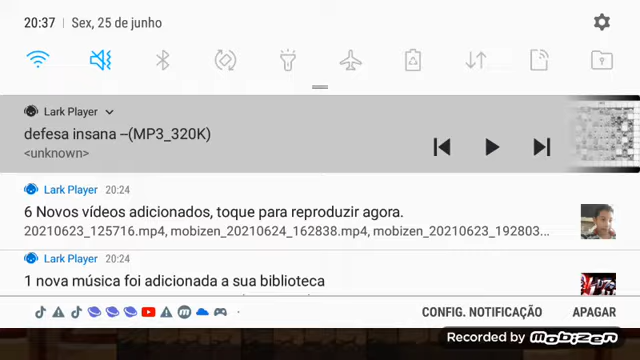 20:37 | Sex, 25 de junho
Lark Player
defesa insana –(MP3_320K)
<unknown>
Lark Player 20:24
6 Novos vídeos adicionados, toque para reproduzir agora.
20210623_125716.mp4, mobizen_20210624_162838.mp4, mobizen_20210623_192803...
Lark Player 20:24
1 nova música foi adicionada a sua biblioteca
CONFIG. NOTIFICAÇÃO APAGAR
Recorded by mobizen